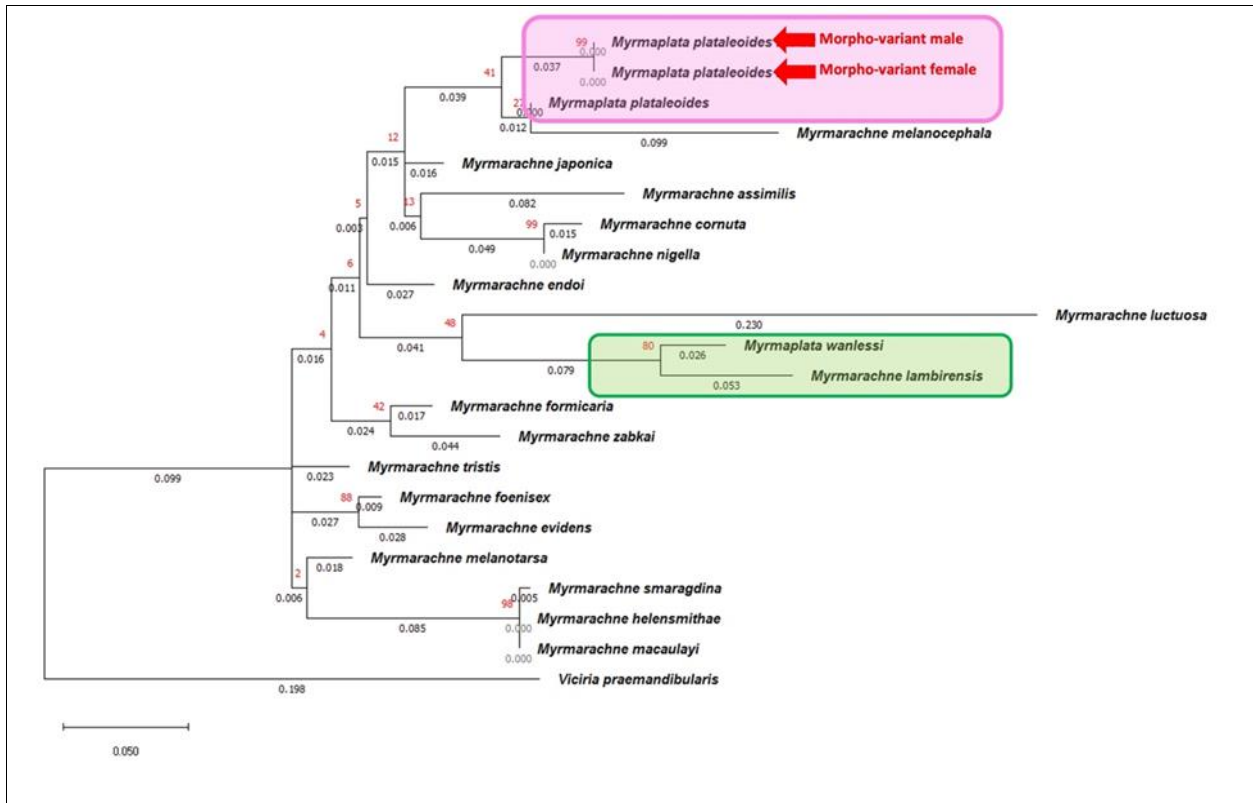 99
Myrmaplata plataleoides
Morpho-variant male
0.000
0.037
Myrmaplata plataleoides
Morpho-variant female
0.000
41
0.039
Myrmaplata plataleoides
0.000
0.012
Myrmarachne melanocephala
0.099
12
0.015
Myrmarachne japonica
0.016
Myrmarachne assimilis
0.082
13
0.006
5
0.003
99
Myrmarachne cornuta
0.015
0.049
Myrmarachne nigella
0.000
6
0.011
Myrmarachne endoi
0.027
Myrmarachne luctuosa
0.230
48
0.041
4
0.016
80
Myrmaplata wanlessi
0.026
0.079
Myrmarachne lambirensis
0.053
42
Myrmarachne formicaria
0.017
0.024
Myrmarachne zabkai
0.044
Myrmarachne tristis
0.023
0.099
88
Myrmarachne foenisex
0.009
0.027
Myrmarachne evidens
0.028
Myrmarachne melanotarsa
0.018
2
0.006
Myrmarachne smaragdina
0.005
98
Myrmarachne helensmithae
0.000
0.085
Myrmarachne macaulayi
0.000
Viciria praemandibularis
0.198
0.050